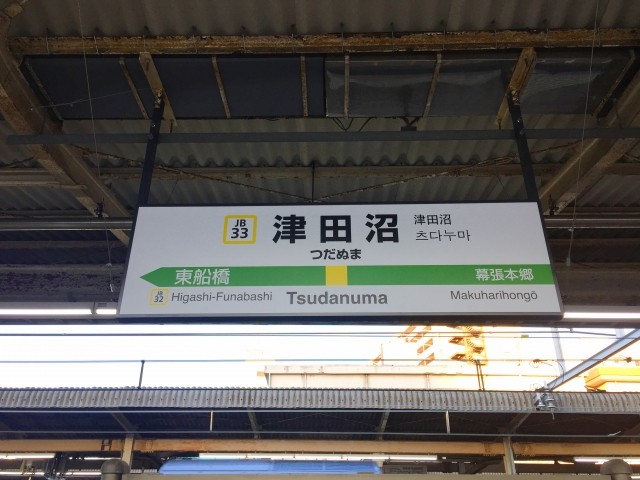 JB
33
津田沼
つだぬま
津田沼
츠다누마
東船橋
幕張本郷
JB
32
Higashi-Funabashi
Tsudanuma
Makuharihongō